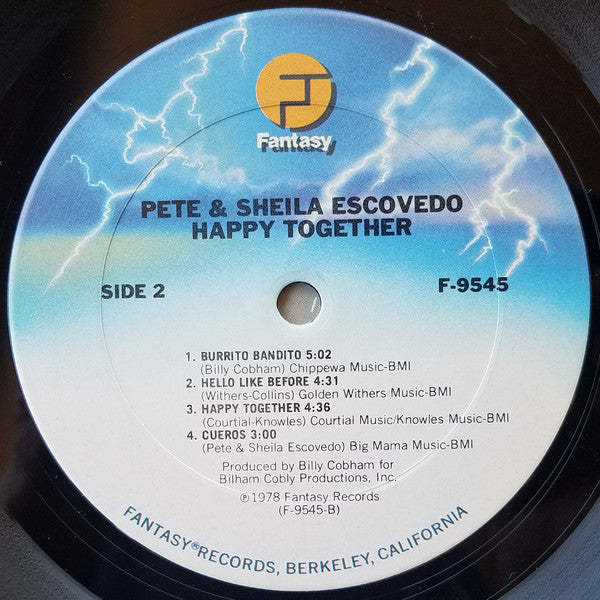 Fantasy
PETE & SHEILA ESCOVEDO
HAPPY TOGETHER
SIDE 2
F-9545
1. BURRITO BANDITO 5:02
(Billy Cobham) Chippewa Music-BMI
2. HELLO LIKE BEFORE 4:31
(Withers-Collins) Golden Withers Music-BMI
3. HAPPY TOGETHER 4:36
(Courtial-Knowles) Courtial Music/Knowles Music-BMI
4. CUEROS 3:00
(Pete & Sheila Escovedo) Big Mama Music-BMI
Produced by Billy Cobham for
Bilham Cobly Productions, Inc.
℗1978 Fantasy Records
(F-9545-B)
FANTASY® RECORDS, BERKELEY, CALIFORNIA